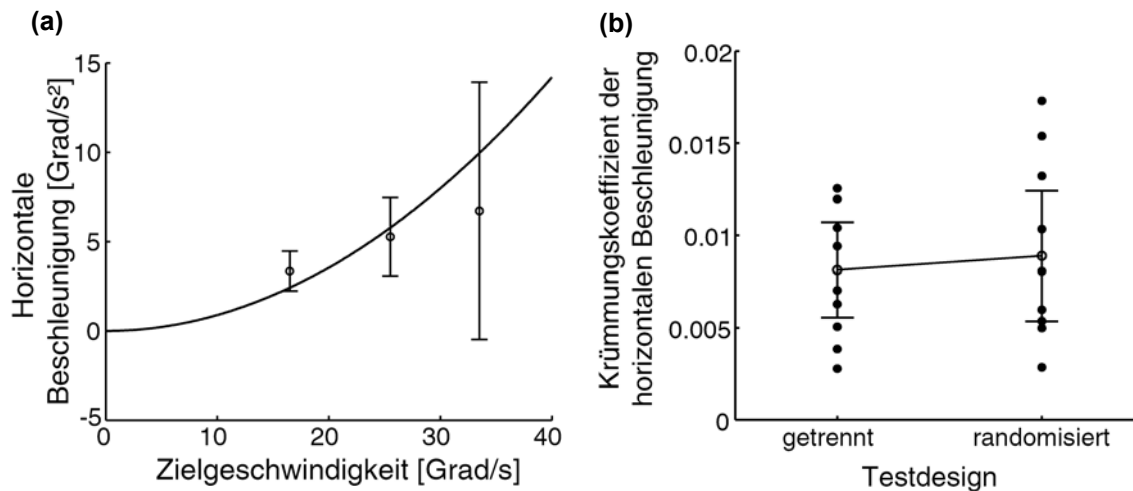 (a)
Horizontale
Beschleunigung [Grad/s²]
15
10
5
0
-5
0 10 20 30 40
Zielgeschwindigkeit [Grad/s]
(b)
Krümmungskoeffizient der
horizontalen Beschleunigung
0.02
0.015
0.01
0.005
0
getrennt randomisiert
Testdesign